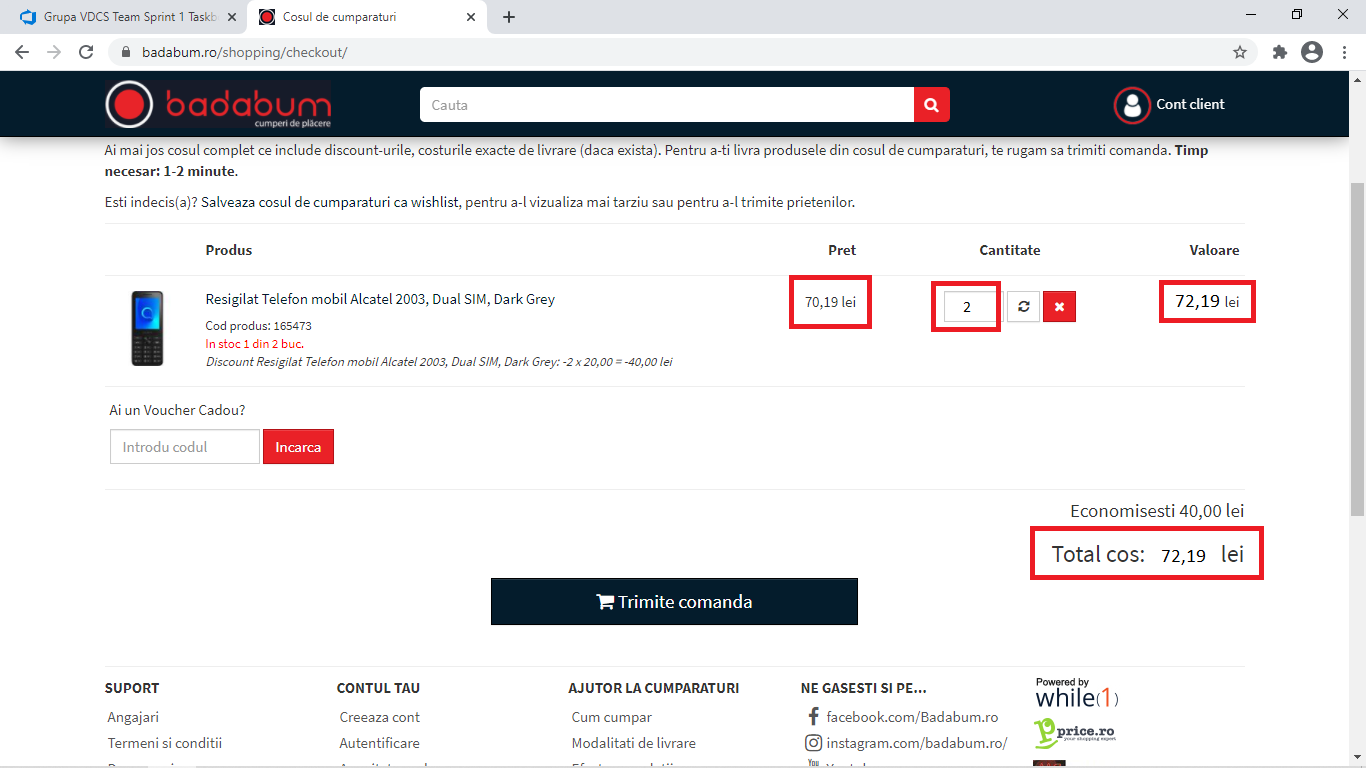 Grupa VDCS Team Sprint 1 Taskb
Cosul de cumparaturi
badabum.ro/shopping/checkout/
badabum
cumperi de plăcere
Cauta
Cont client
Ai mai jos cosul complet ce include discount-urile, costurile exacte de livrare (daca exista). Pentru a-ti livra produsele din cosul de cumparaturi, te rugam sa trimiti comanda. Timp
necesar: 1-2 minute.
Esti indecis(a)? Salveaza cosul de cumparaturi ca wishlist, pentru a-l vizualiza mai tarziu sau pentru a-l trimite prietenilor.
Produs Pret Cantitate Valoare
Resigilat Telefon mobil Alcatel 2003, Dual SIM, Dark Grey 70,19 lei 2 72,19 lei
Cod produs: 165473
In stoc 1 din 2 buc.
Discount Resigilat Telefon mobil Alcatel 2003, Dual SIM, Dark Grey: -2 x 20,00 = -40,00 lei
Ai un Voucher Cadou?
Introdu codul Incarca
Economisesti 40,00 lei
Total cos: 72,19 lei
Trimite comanda
SUPORT CONTUL TAU AJUTOR LA CUMPARATURI NE GASESTI SI PE...
Powered by
while(1)
Angajari Creeaza cont Cum cumpar facebook.com/Badabum.ro
price.ro
your shopping expert
Termeni si conditii Autentificare Modalitati de livrare instagram.com/badabum.ro/